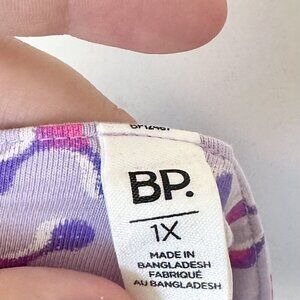 BP.
1X
MADE IN
BANGLADESH
FABRIQUÉ
AU BANGLADESH